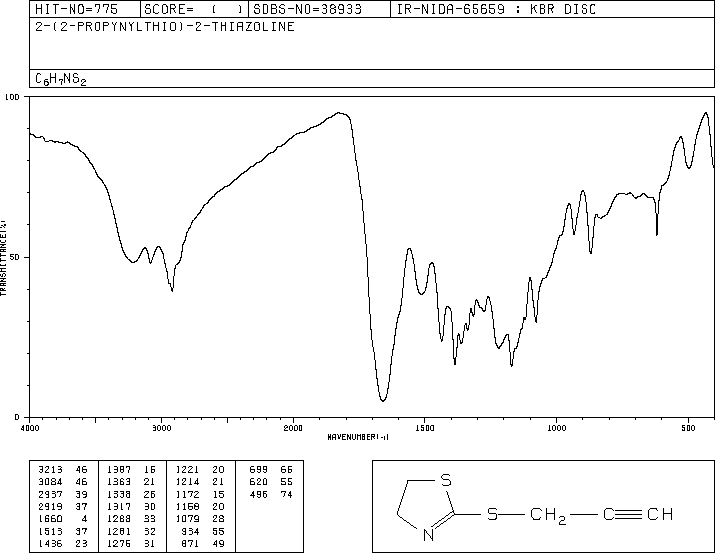 HIT-NO=775 SCORE= ( ) SDBS-NO=38933 IR-NIDA-65659 : KBR DISC
2-(2-PROPYNYLTHIO)-2-THIAZOLINE
C6H7NS2
100
50
0
TRANSMITTANCE(%)
4000 3000 2000 1500 1000 500
WAVENUMBER(-1)
3213 46 1387 16 1221 20 699 66
3084 46 1363 21 1214 21 620 55
2937 39 1338 26 1172 15 496 74
2919 37 1317 30 1168 20
1660 4 1288 33 1079 28
1513 37 1281 32 934 55
1436 23 1276 31 871 49
S
N
S CH2 C CH